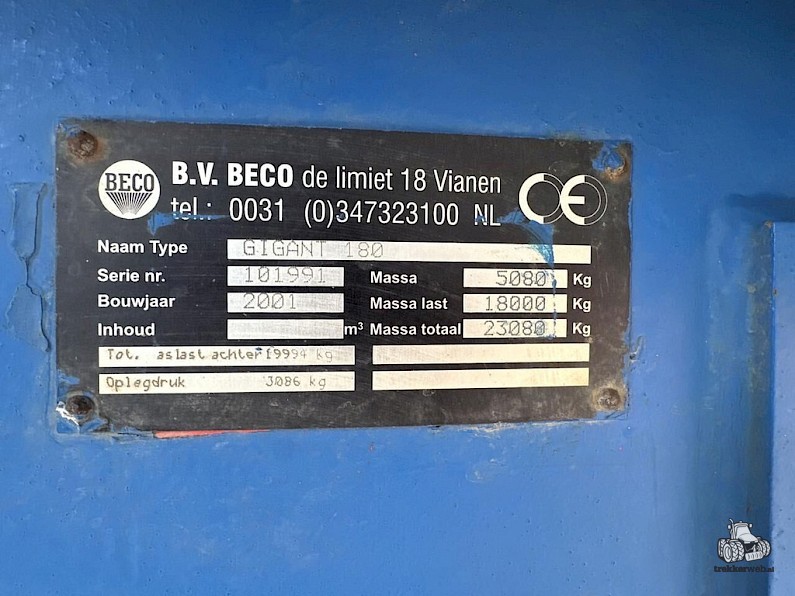 BECO
B.V. BECO de limiet 18 Vianen
tel.: 0031 (0)347323100 NL
CE
Naam Type GIGANT 180
Serie nr. 101991 Massa 5080 Kg
Bouwjaar 2001 Massa last 18000 Kg
Inhoud m³ Massa totaal 23080 Kg
Tot. aslast achter 19994 kg
Oplegdruk 3086 kg
trekkerweb.nl